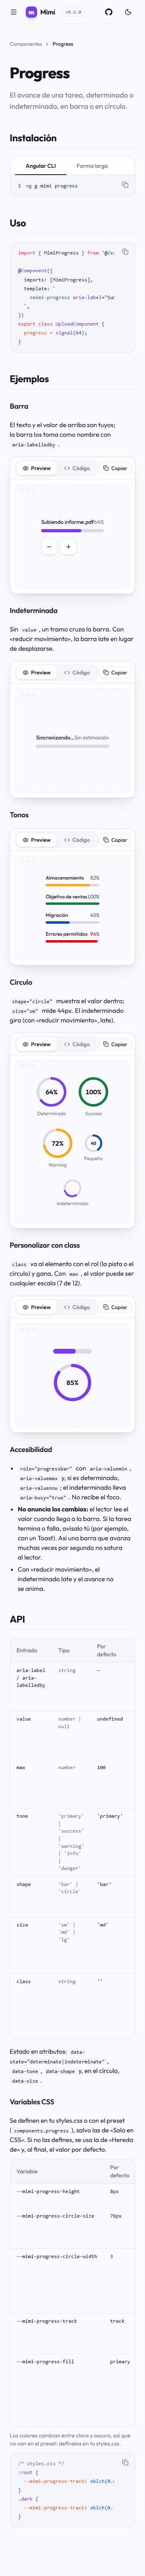 m Mimi v0.6.0
Componentes > Progress
Progress
El avance de una tarea, determinado o
indeterminado, en barra o en círculo.
Instalación
Angular CLI Forma larga
$ ng g mimi progress
Uso
import { MimiProgress } from
@Component({
imports: [MimiProgress],
template: `
<mimi-progress aria-label="Su
`,
})
export class UploadComponent {
progress = signal(64);
}
Ejemplos
Barra
El texto y el valor de arriba son tuyos;
la barra los toma como nombre con
aria-labelledby .
Preview Código Copiar
Subiendo informe.pdf 64%
Indeterminada
Sin value , un tramo cruza la barra. Con
«reducir movimiento», la barra late en lugar
de desplazarse.
Preview Código Copiar
Sincronizando… Sin estimación
Tonos
Preview Código Copiar
Almacenamiento 82%
Objetivo de ventas 100%
Migración 45%
Errores permitidos 96%
Círculo
shape="circle" muestra el valor dentro;
size="sm" mide 44px. El indeterminado
gira (con «reducir movimiento», late).
Preview Código Copiar
64% 100%
Determinado Success
72% 40
Warning Pequeño
Indeterminado
Personalizar con class
class va al elemento con el rol (la pista o el
círculo) y gana. Con max , el valor puede ser
cualquier escala (7 de 12).
Preview Código Copiar
85%
Accesibilidad
role="progressbar" con aria-valuemin ,
aria-valuemax y, si es determinado,
aria-valuenow ; el indeterminado lleva
aria-busy="true" . No recibe el foco.
No anuncia los cambios: el lector lee el
valor cuando llega a la barra. Si la tarea
termina o falla, avísalo tú (por ejemplo,
con un Toast). Así una barra que avanza
muchas veces por segundo no satura
al lector.
Con «reducir movimiento», el
indeterminado late y el avance no
se anima.
API
Entrada Tipo Por defecto
aria-label / aria-labelledby string —
value number | null undefined
max number 100
tone 'primary' | 'success' | 'warning' | 'info' | 'danger' 'primary'
shape 'bar' | 'circle' 'bar'
size 'sm' | 'md' | 'lg' 'md'
class string ''
Estado en atributos: data-
state="determinate|indeterminate" ,
data-tone , data-shape y, en el círculo,
data-size .
Variables CSS
Se definen en tu styles.css o con el preset
( components.progress ), salvo las de «Solo en
CSS». Si no las defines, se usa la de «Hereda
de» y, al final, el valor por defecto.
Variable Por defecto
--mimi-progress-height 8px
--mimi-progress-circle-size 76px
--mimi-progress-circle-width 3
--mimi-progress-track track
--mimi-progress-fill primary
Los colores cambian entre claro y oscuro, así que
no van en el preset: defínelos en tu styles.css.
/* styles.css */
:root {
--mimi-progress-track: oklch(0.
}
.dark {
--mimi-progress-track: oklch(0.
}